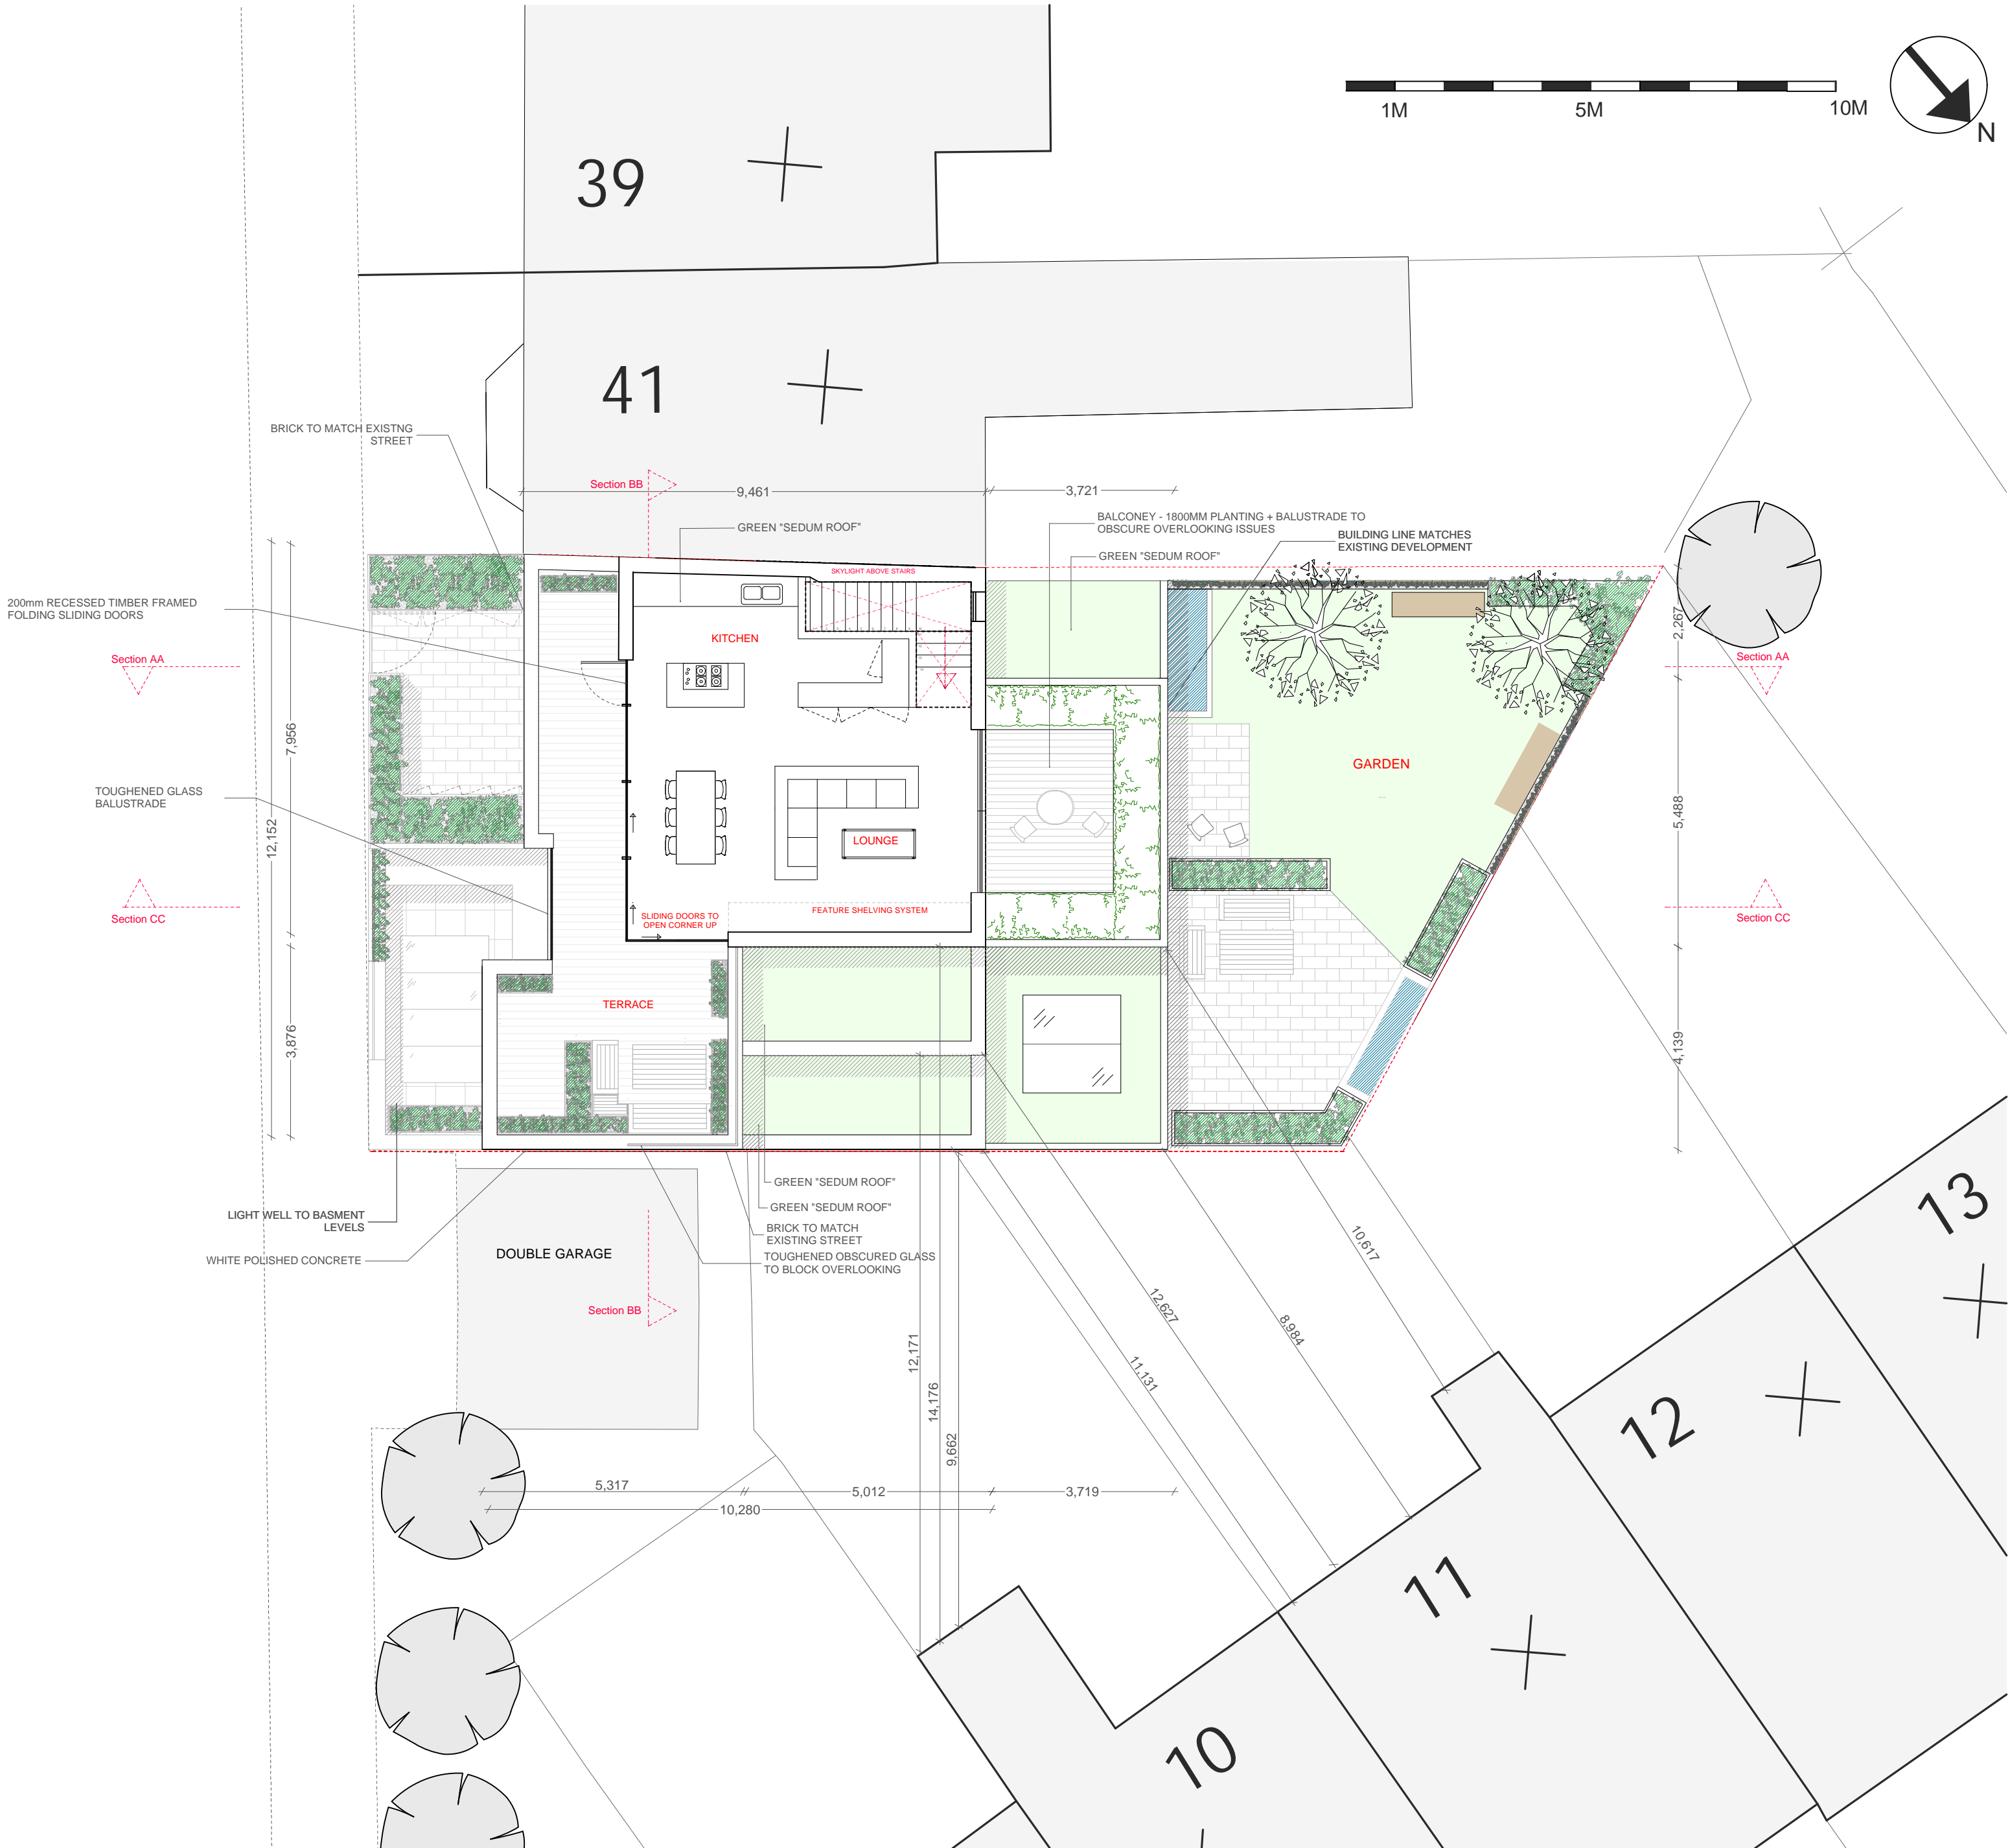 39
1M
5M
10M
N
41
BRICK TO MATCH EXISTNG
STREET
Section BB
9,461
3,721
GREEN "SEDUM ROOF"
BALCONEY - 1800MM PLANTING + BALUSTRADE TO
OBSCURE OVERLOOKING ISSUES
BUILDING LINE MATCHES
EXISTING DEVELOPMENT
GREEN "SEDUM ROOF"
SKYLIGHT ABOVE STAIRS
200mm RECESSED TIMBER FRAMED
FOLDING SLIDING DOORS
KITCHEN
2,267
Section AA
Section AA
7,956
GARDEN
TOUGHENED GLASS
BALUSTRADE
12,152
5,488
LOUNGE
Section CC
SLIDING DOORS TO
OPEN CORNER UP
FEATURE SHELVING SYSTEM
Section CC
TERRACE
3,876
4,139
GREEN "SEDUM ROOF"
GREEN "SEDUM ROOF"
LIGHT WELL TO BASMENT
LEVELS
BRICK TO MATCH
EXISTING STREET
WHITE POLISHED CONCRETE
DOUBLE GARAGE
TOUGHENED OBSCURED GLASS
TO BLOCK OVERLOOKING
Section BB
10,617
12,627
8,984
11,131
12,171
14,176
9,662
13
12
11
10
5,317
5,012
3,719
10,280